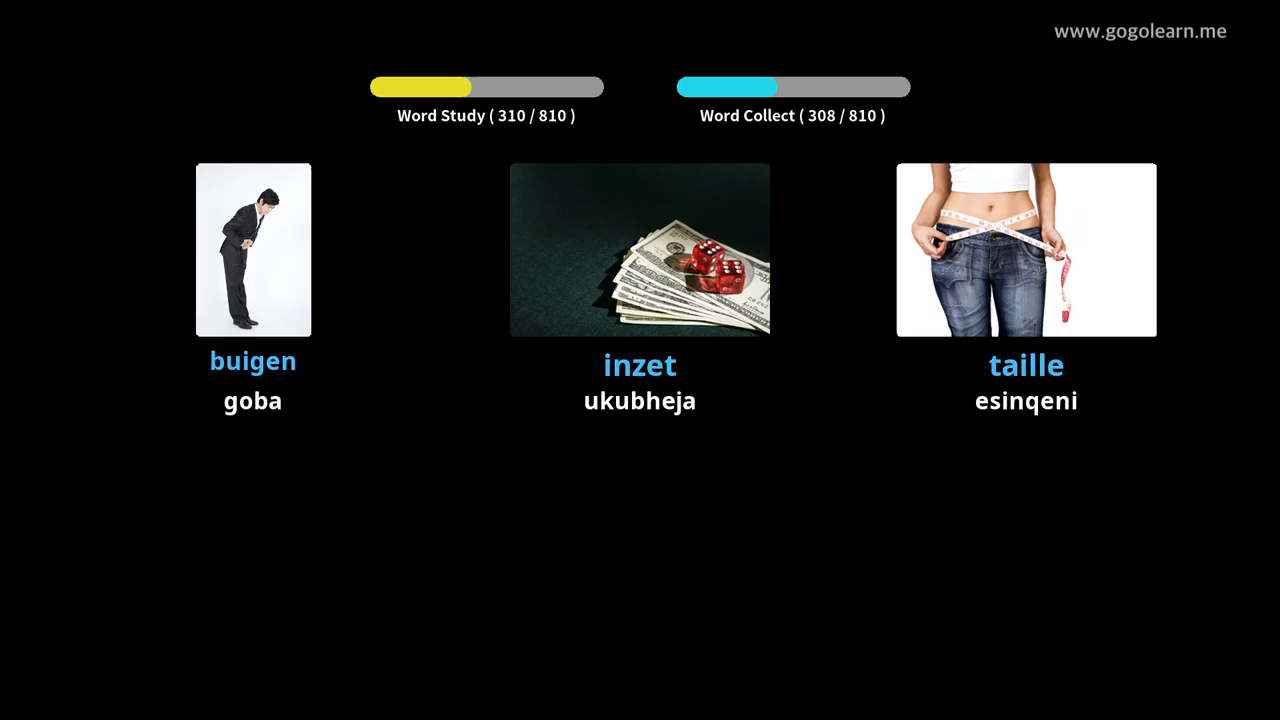 www.gogolearn.me
Word Study ( 310 / 810 )
Word Collect ( 308 / 810 )
buigen
goba
inzet
ukubheja
taille
esinqeni